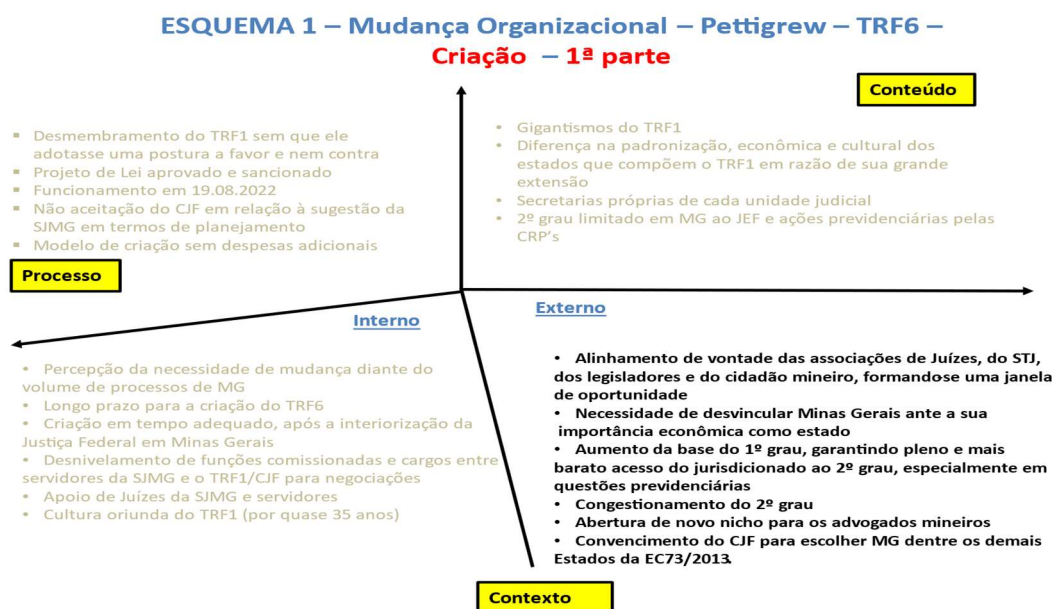 ESQUEMA 1 – Mudança Organizacional – Pettigrew – TRF6 –
Criação – 1ª parte
Conteúdo
▪ Desmembramento do TRF1 sem que ele
adotasse uma postura a favor e nem contra
▪ Projeto de Lei aprovado e sancionado
▪ Funcionamento em 19.08.2022
▪ Não aceitação do CJF em relação à sugestão da
SJMG em termos de planejamento
▪ Modelo de criação sem despesas adicionais
• Gigantismos do TRF1
• Diferença na padronização, econômica e cultural dos
estados que compõem o TRF1 em razão de sua grande
extensão
• Secretarias próprias de cada unidade judicial
• 2º grau limitado em MG ao JEF e ações previdenciárias pelas
CRP’s
Processo
Interno
Externo
• Percepção da necessidade de mudança diante do
volume de processos de MG
• Longo prazo para a criação do TRF6
• Criação em tempo adequado, após a interiorização da
Justiça Federal em Minas Gerais
• Desnivelamento de funções comissionadas e cargos entre
servidores da SJMG e o TRF1/CJF para negociações
• Apoio de Juízes da SJMG e servidores
• Cultura oriunda do TRF1 (por quase 35 anos)
• Alinhamento de vontade das associações de Juízes, do STJ,
dos legisladores e do cidadão mineiro, formando-se uma janela
de oportunidade
• Necessidade de desvincular Minas Gerais ante a sua
importância econômica como estado
• Aumento da base do 1º grau, garantindo pleno e mais
barato acesso do jurisdicionado ao 2º grau, especialmente em
questões previdenciárias
• Congestionamento do 2º grau
• Abertura de novo nicho para os advogados mineiros
• Convencimento do CJF para escolher MG dentre os demais
Estados da EC73/2013.
Contexto